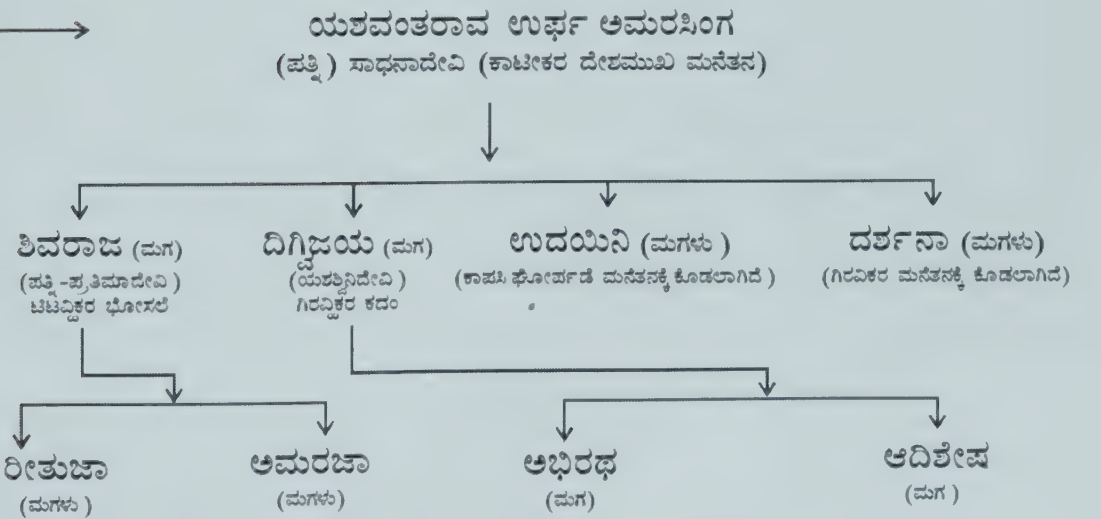 ಯಶವಂತರಾವ ಉರ್ಫ ಅಮರಸಿಂಗ
(ಪತ್ನಿ) ಸಾಧನಾದೇವಿ (ಕಾಟೀಕರ ದೇಶಮುಖ ಮನೆತನ)
ಶಿವರಾಜ (ಮಗ) ದಿಗ್ವಿಜಯ (ಮಗ) ಉದಯಿನಿ (ಮಗಳು) ದರ್ಶನಾ (ಮಗಳು)
(ಪತ್ನಿ-ಪ್ರತಿಮಾದೇವಿ) (ಯಶಶ್ವಿನಿದೇವಿ) (ಕಾಪಸಿ ಘೋರ್ಪಡೆ ಮನೆತನಕ್ಕೆ ಕೊಡಲಾಗಿದೆ) (ಗಿರವಿಕರ ಮನೆತನಕ್ಕೆ ಕೊಡಲಾಗಿದೆ)
ಟಿಟವ್ಹಿಕರ ಭೋಸಲೆ ಗಿರವ್ಹಿಕರ ಕದಂ
ರೀತುಜಾ ಅಮರಜಾ ಅಭಿರಥ ಆದಿಶೇಷ
(ಮಗಳು) (ಮಗಳು) (ಮಗ) (ಮಗ)